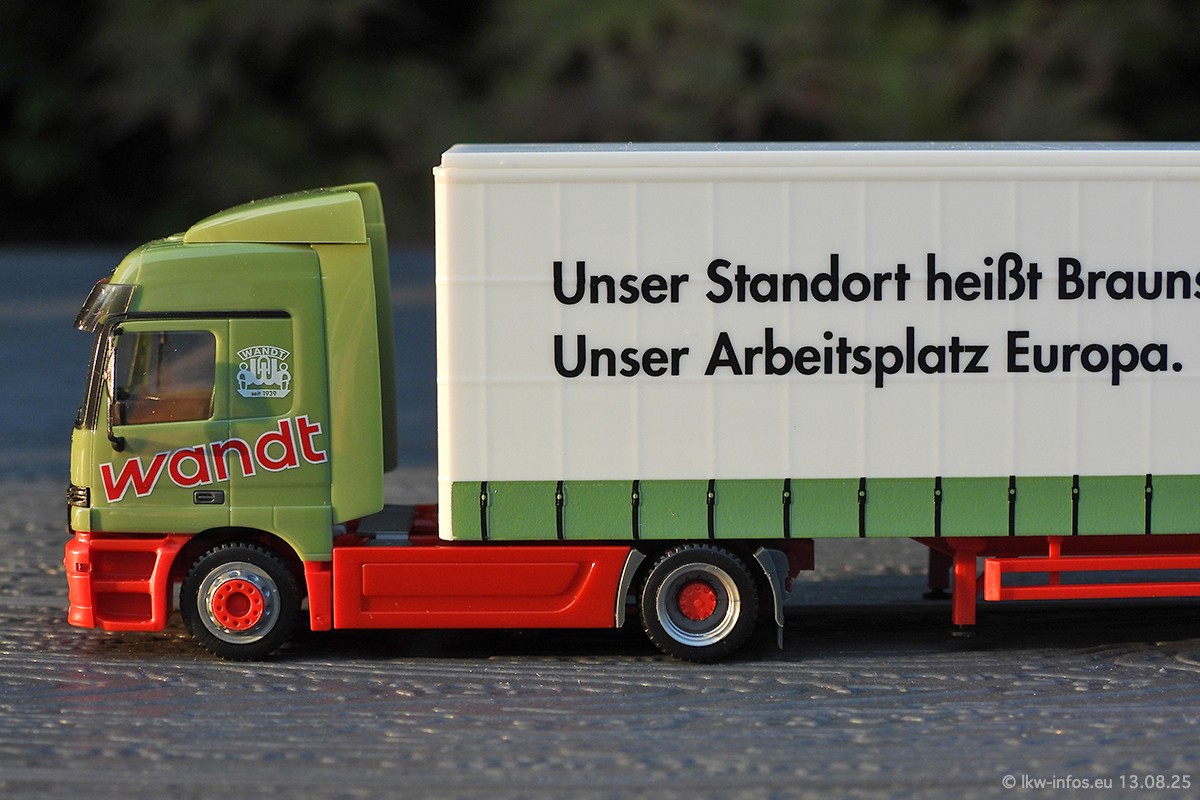 Unser Standort heißt Brauns
Unser Arbeitsplatz Europa.
WANDT
seit 1939
wandt
© lkw-infos.eu 13.08.25